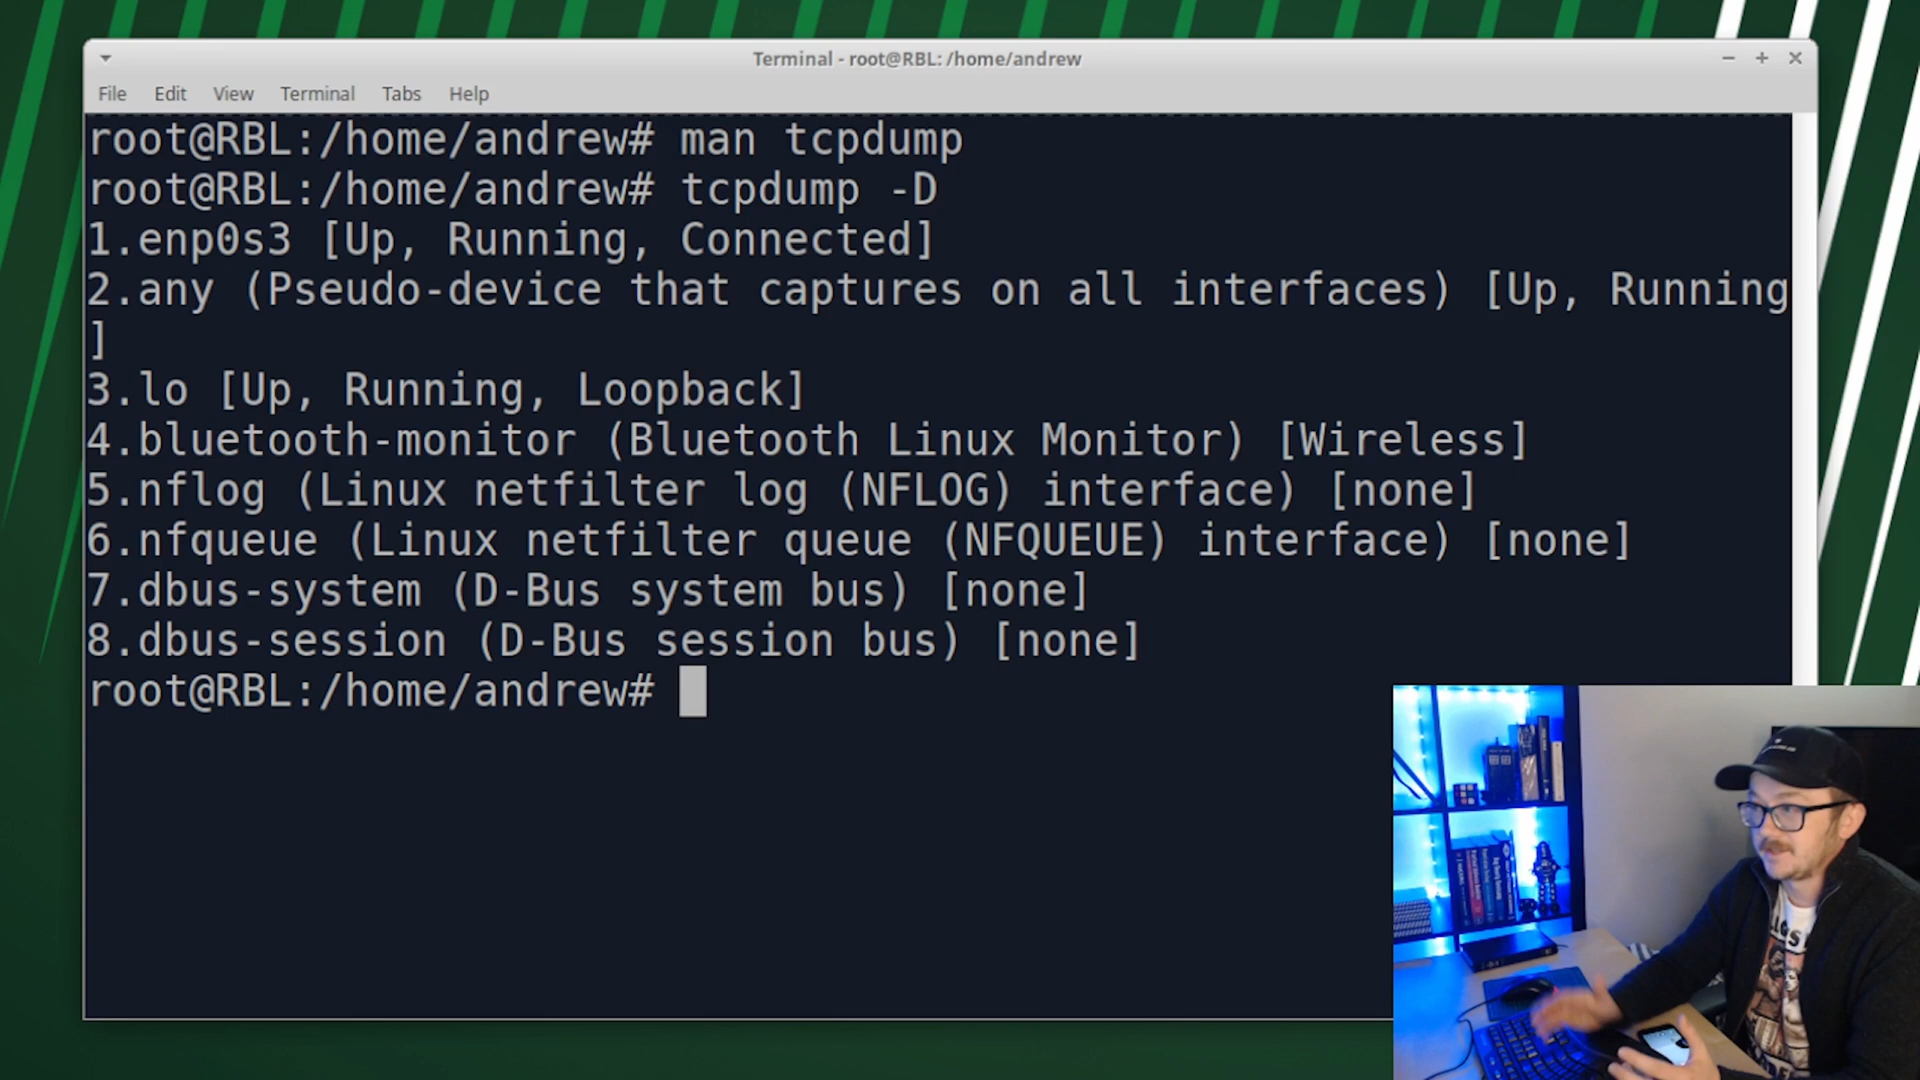 Terminal - root@RBL: /home/andrew
File Edit View Terminal Tabs Help
root@RBL:/home/andrew# man tcpdump
root@RBL:/home/andrew# tcpdump -D
1.enp0s3 [Up, Running, Connected]
2.any (Pseudo-device that captures on all interfaces) [Up, Running
]
3.lo [Up, Running, Loopback]
4.bluetooth-monitor (Bluetooth Linux Monitor) [Wireless]
5.nflog (Linux netfilter log (NFLOG) interface) [none]
6.nfqueue (Linux netfilter queue (NFQUEUE) interface) [none]
7.dbus-system (D-Bus system bus) [none]
8.dbus-session (D-Bus session bus) [none]
root@RBL:/home/andrew#